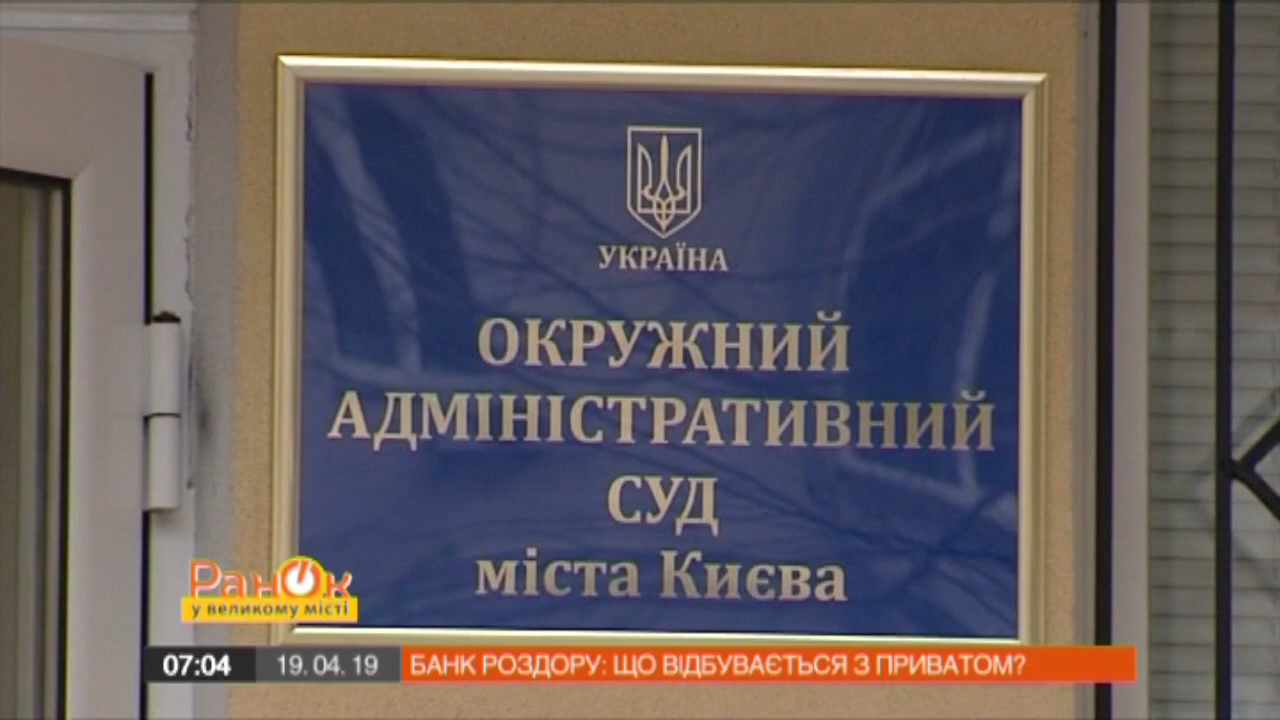 УКРАЇНА
ОКРУЖНИЙ
АДМІНІСТРАТИВНИЙ
СУД
міста Києва
РанОк
у великому місті
07:04 19.04.19 БАНК РОЗДОРУ: ЩО ВІДБУВАЄТЬСЯ З ПРИВАТОМ?